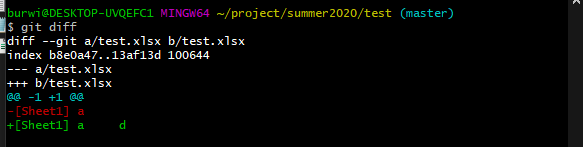 burwi@DESKTOP-UVQEFC1 MINGW64 ~/project/summer2020/test (master)
$ git diff
diff --git a/test.xlsx b/test.xlsx
index b8e0a47..13af13d 100644
--- a/test.xlsx
+++ b/test.xlsx
@@ -1 +1 @@
-[Sheet1] a
+[Sheet1] a     d